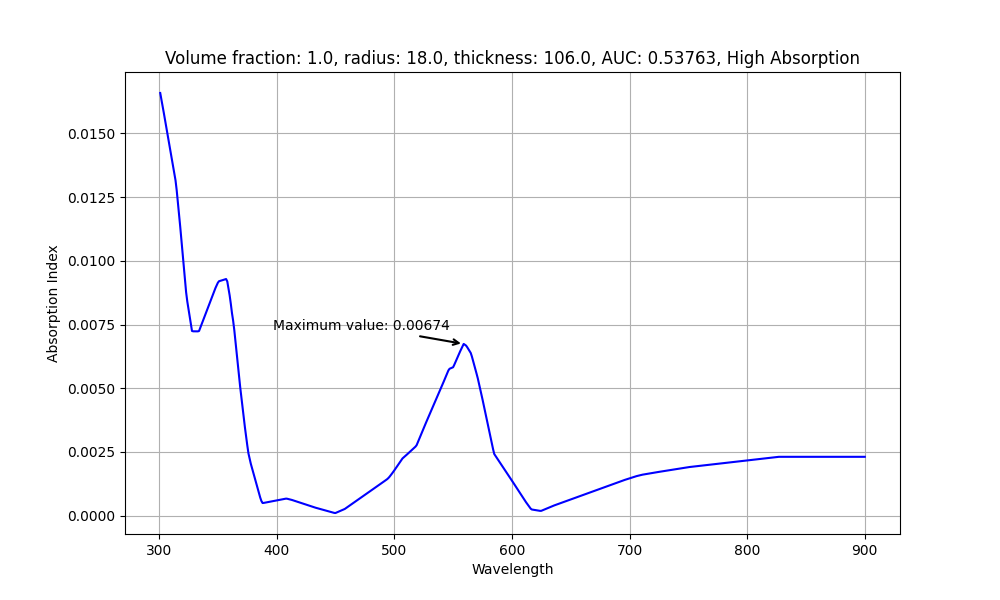 Volume fraction: 1.0, radius: 18.0, thickness: 106.0, AUC: 0.53763, High Absorption
Absorption Index
0.0150
0.0125
0.0100
0.0075
0.0050
0.0025
0.0000
Maximum value: 0.00674
300 400 500 600 700 800 900
Wavelength